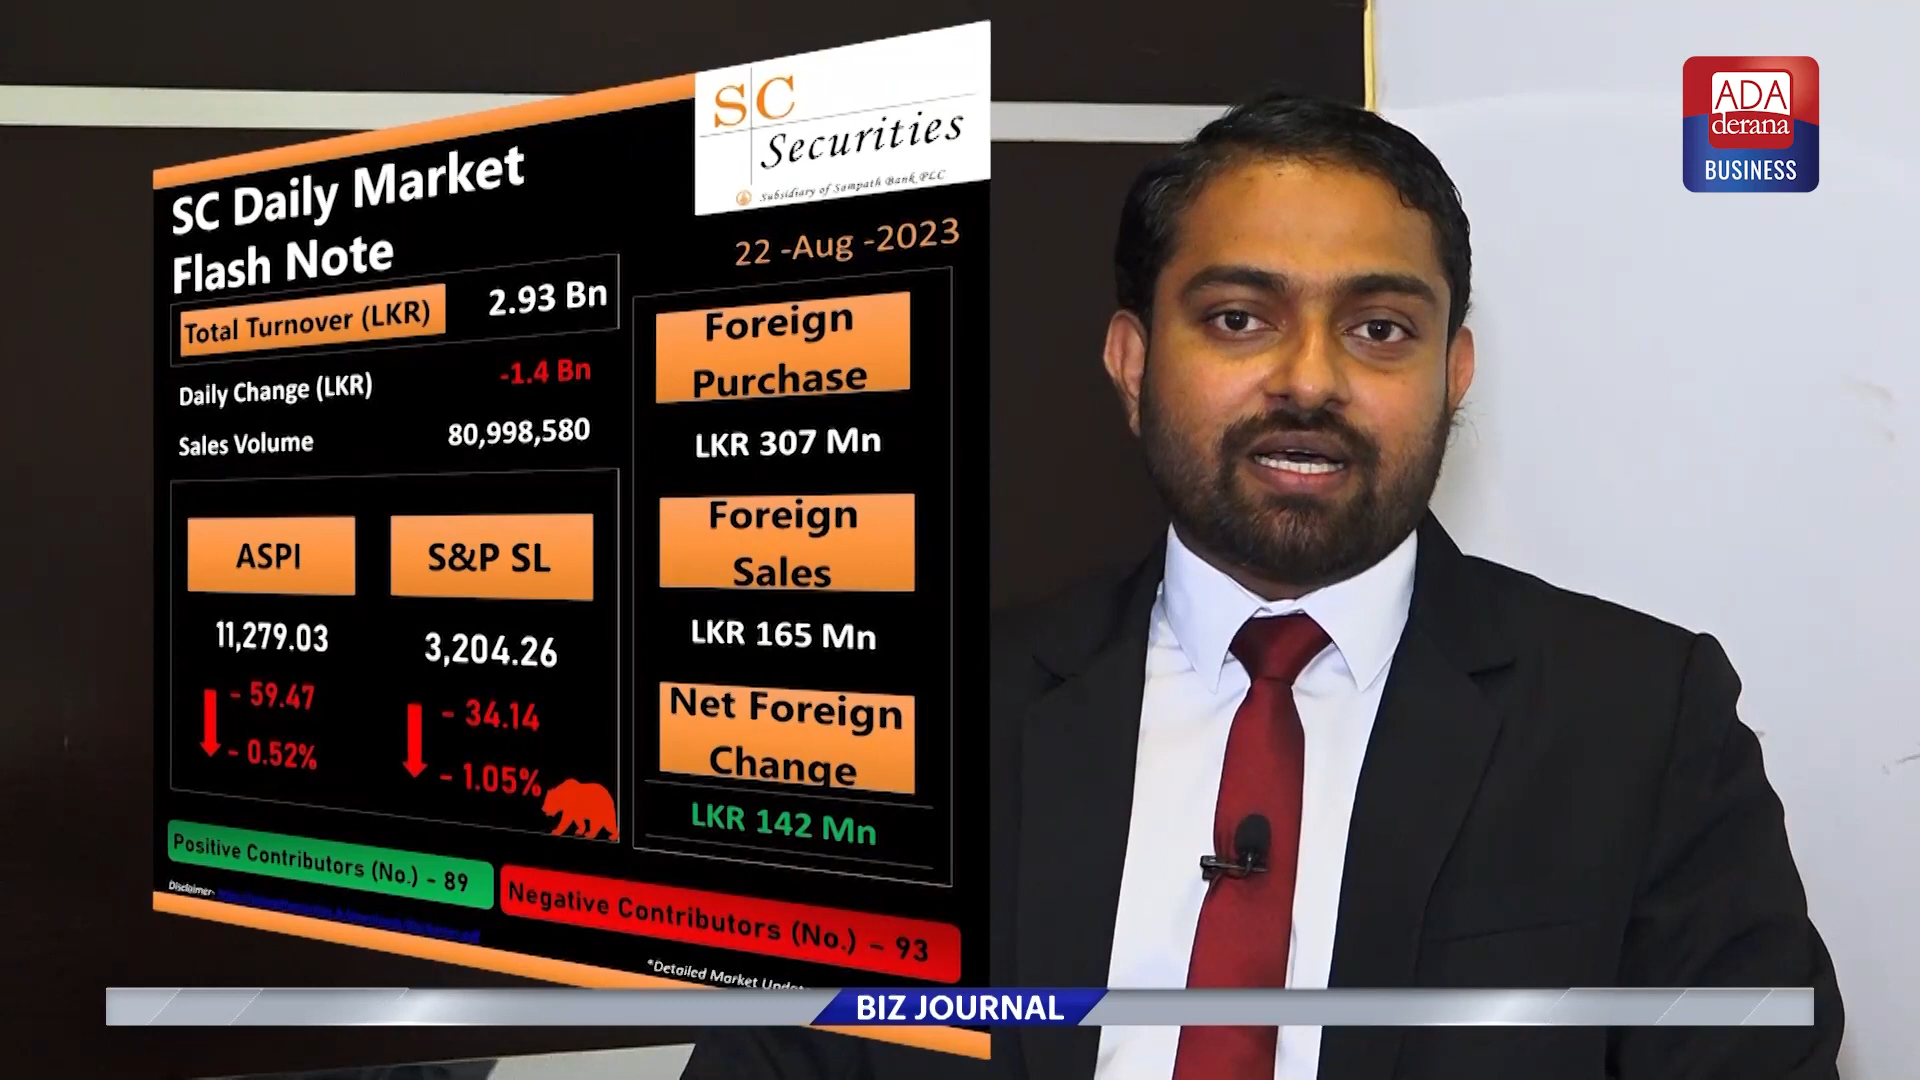 SC
Securities
Subsidiary of Sampath Bank PLC
SC Daily Market
Flash Note
22 -Aug -2023
Total Turnover (LKR)
2.93 Bn
Daily Change (LKR)
-1.4 Bn
Sales Volume
80,998,580
ASPI
11,279.03
- 59.47
- 0.52%
S&P SL
3,204.26
- 34.14
- 1.05%
Foreign
Purchase
LKR 307 Mn
Foreign
Sales
LKR 165 Mn
Net Foreign
Change
LKR 142 Mn
Positive Contributors (No.) - 89
Negative Contributors (No.) - 93
Disclaimer-
*Detailed Market
ADA
derana
BUSINESS
BIZ JOURNAL